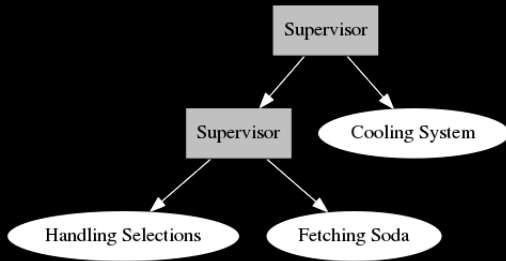 Supervisor
Supervisor
Cooling System
Handling Selections
Fetching Soda